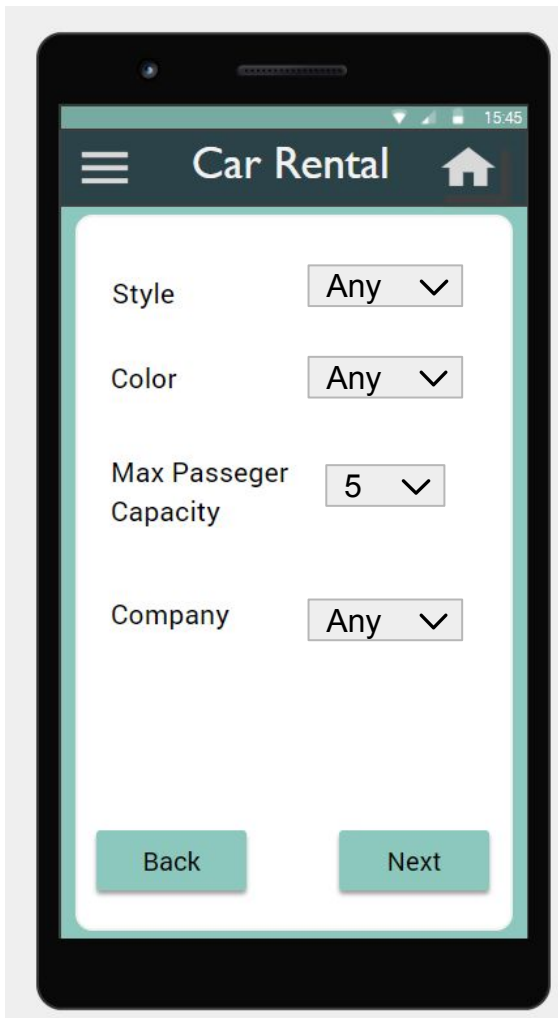 15:45
Car Rental
Style Any
Color Any
Max Passeger
Capacity 5
Company Any
Back Next